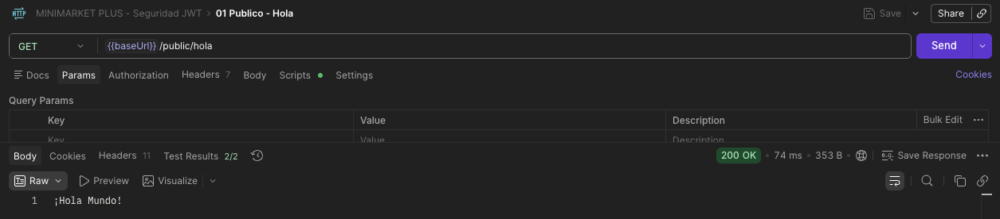 HTTP MINIMARKET PLUS - Seguridad JWT > 01 Publico - Hola Save Share
GET {{baseUrl}}/public/hola Send
Docs Params Authorization Headers 7 Body Scripts Settings Cookies
Query Params
Key Value Description Bulk Edit
Key Value Description
Body Cookies Headers 11 Test Results 2/2 200 OK 74 ms 353 B e.g. Save Response
Raw Preview Visualize
1 ¡Hola Mundo!